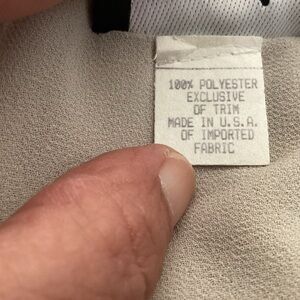 100% POLYESTER
EXCLUSIVE
OF TRIM
MADE IN U.S.A.
OF IMPORTED
FABRIC